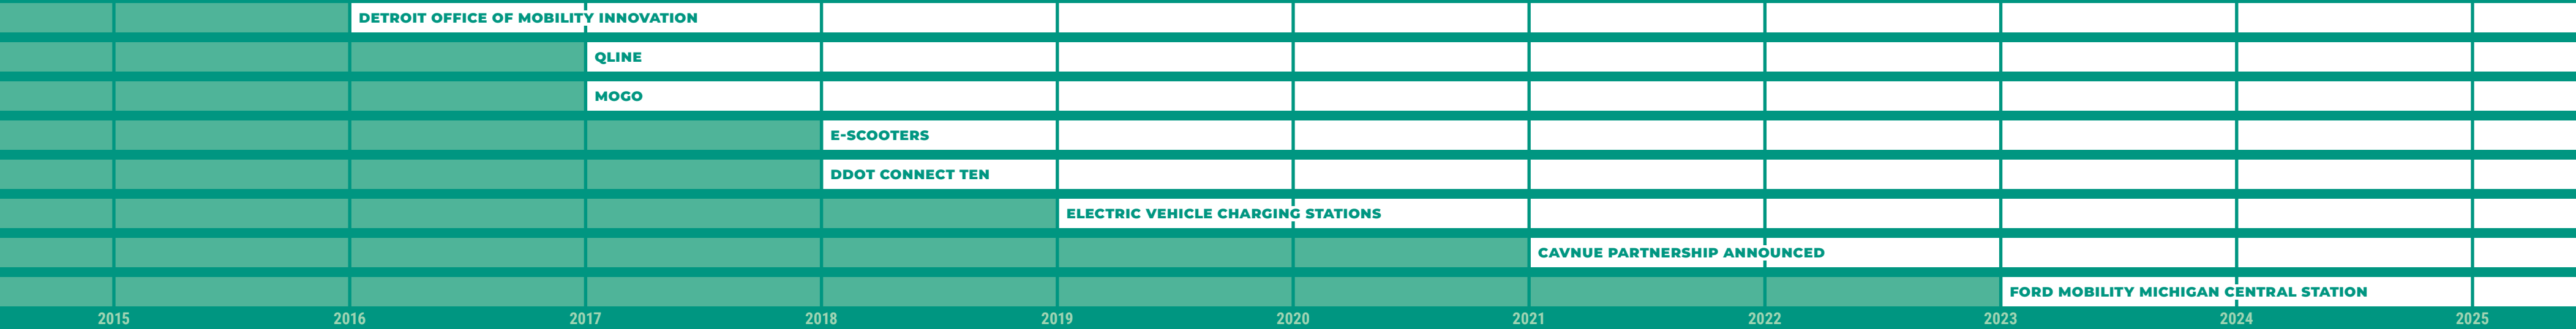 DETROIT OFFICE OF MOBILITY INNOVATION
QLINE
MOGO
E-SCOOTERS
DDOT CONNECT TEN
ELECTRIC VEHICLE CHARGING STATIONS
CAVNUE PARTNERSHIP ANNOUNCED
FORD MOBILITY MICHIGAN CENTRAL STATION
2015 2016 2017 2018 2019 2020 2021 2022 2023 2024 2025